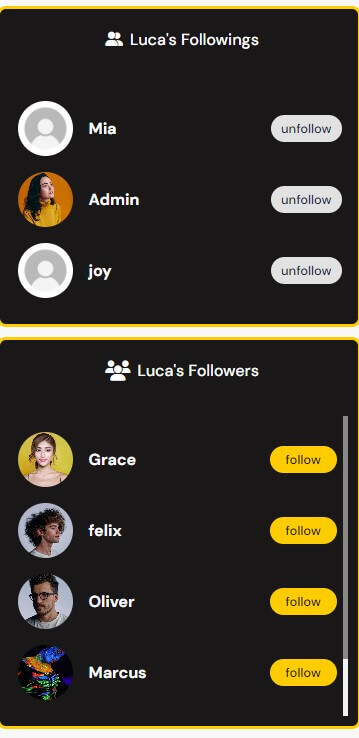 Luca's Followings
Mia unfollow
Admin unfollow
joy unfollow
Luca's Followers
Grace follow
felix follow
Oliver follow
Marcus follow